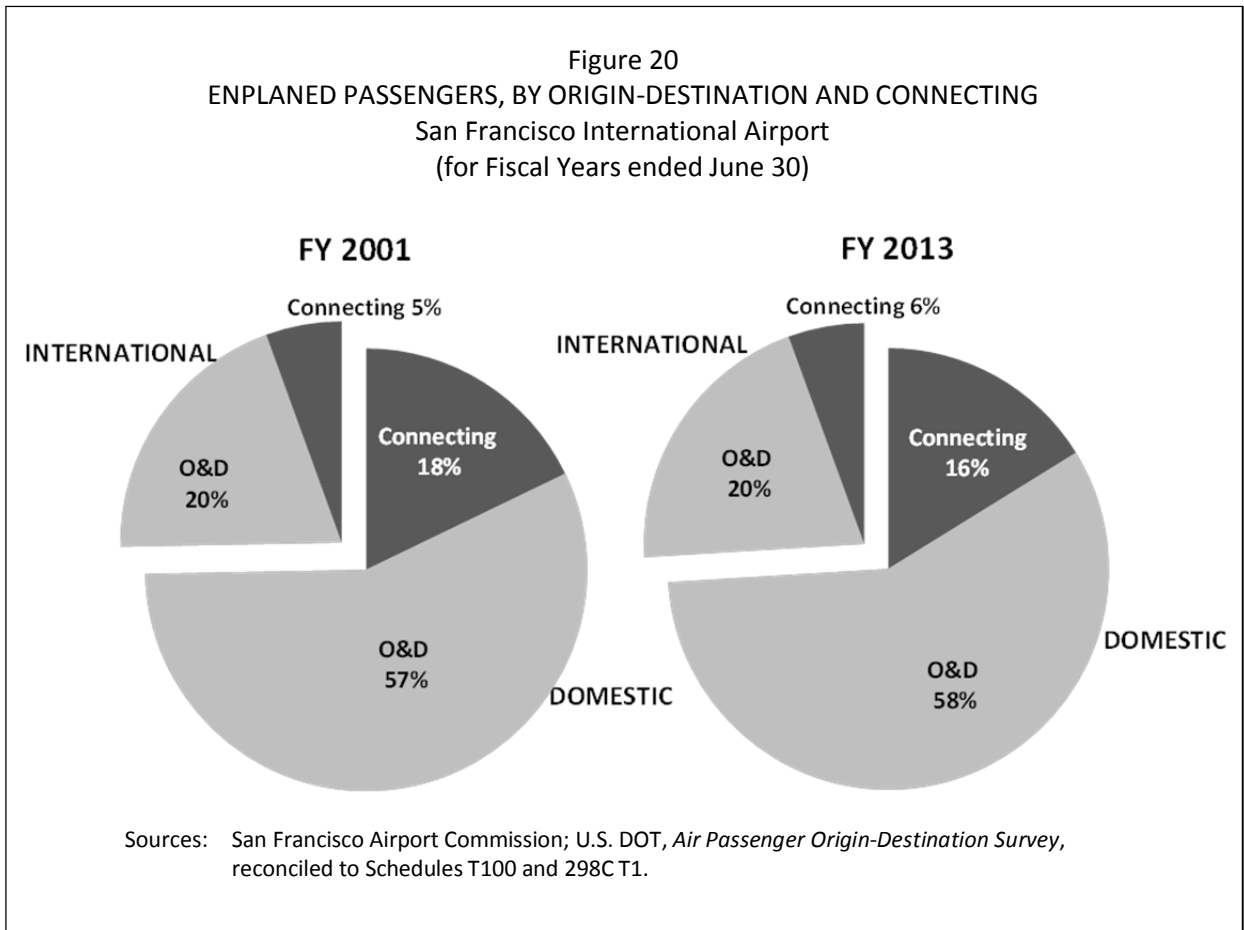 Figure 20
ENPLANED PASSENGERS, BY ORIGIN-DESTINATION AND CONNECTING
San Francisco International Airport
(for Fiscal Years ended June 30)
FY 2001
Connecting 5%
INTERNATIONAL
Connecting
18%
O&D
20%
O&D
57%
DOMESTIC
FY 2013
Connecting 6%
INTERNATIONAL
Connecting
16%
O&D
20%
O&D
58%
DOMESTIC
Sources: San Francisco Airport Commission; U.S. DOT, Air Passenger Origin-Destination Survey,
reconciled to Schedules T100 and 298C T1.